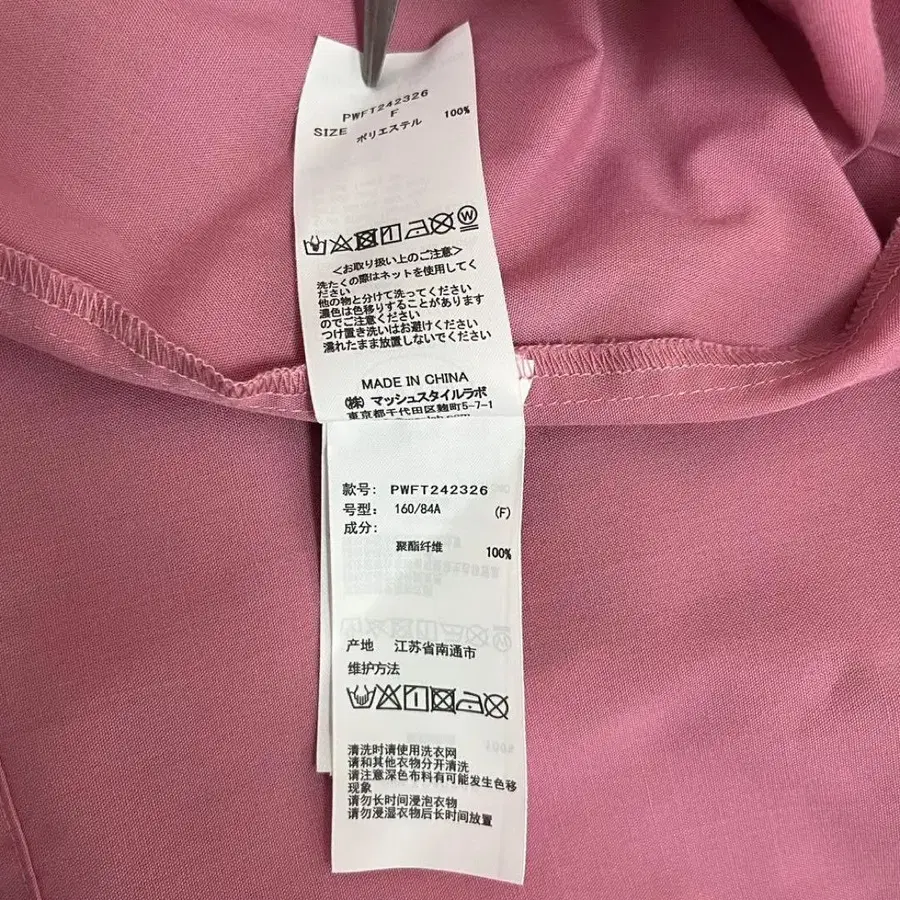 PWFT242326
SIZE F
ポリエステル 100%
W
<お取り扱い上のご注意>
洗たくの際はネットを使用してく
ださい
他の物と分けて洗ってください
濃色は色移りすることがあります
のでご注意ください
つけ置き洗いはお避けください
濡れたまま放置しないでください
MADE IN CHINA
(株) マッシュスタイルラボ
東京都千代田区麹町5-7-1
款号: PWFT242326
号型: 160/84A (F)
成分:
聚酯纤维 100%
产地 江苏省南通市
维护方法
清洗时请使用洗衣网
请和其他衣物分开清洗
请注意深色布料有可能发生色移
现象
请勿长时间浸泡衣物
请勿浸湿衣物后长时间放置